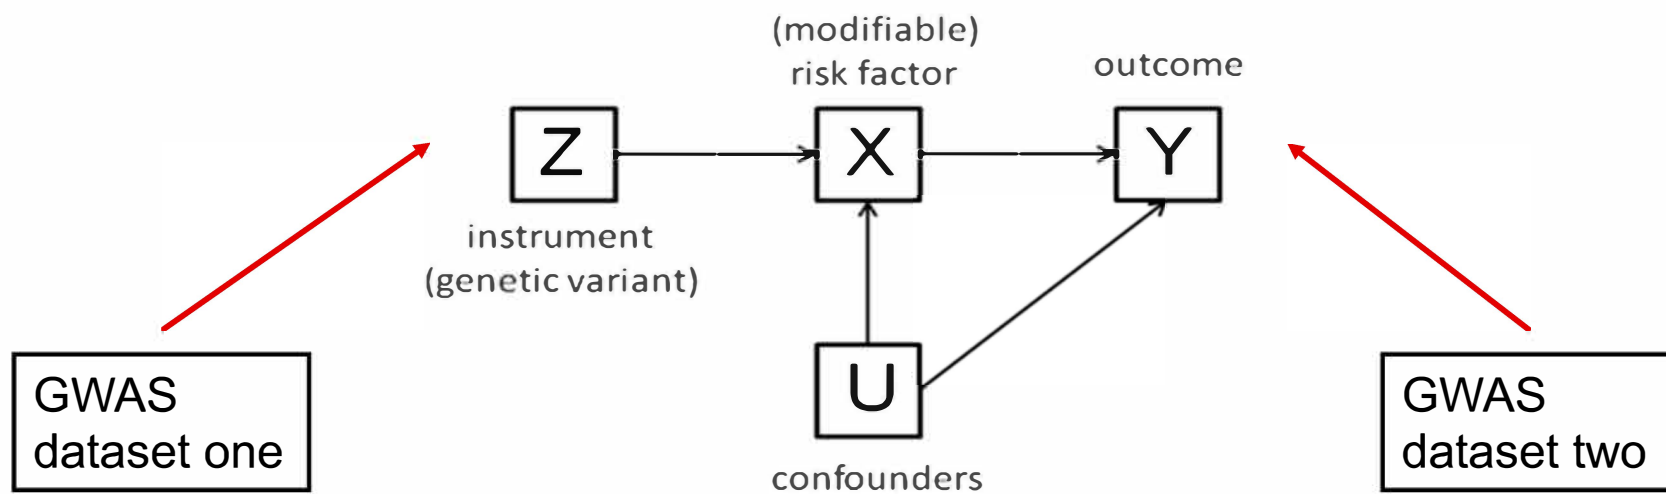 (modifiable)
risk factor
outcome
Z
X
Y
instrument
(genetic variant)
GWAS
dataset one
U
confounders
GWAS
dataset two